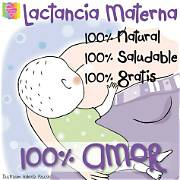 Lactancia Materna
100% Natural
100% Saludable
100% gratis
100% amor